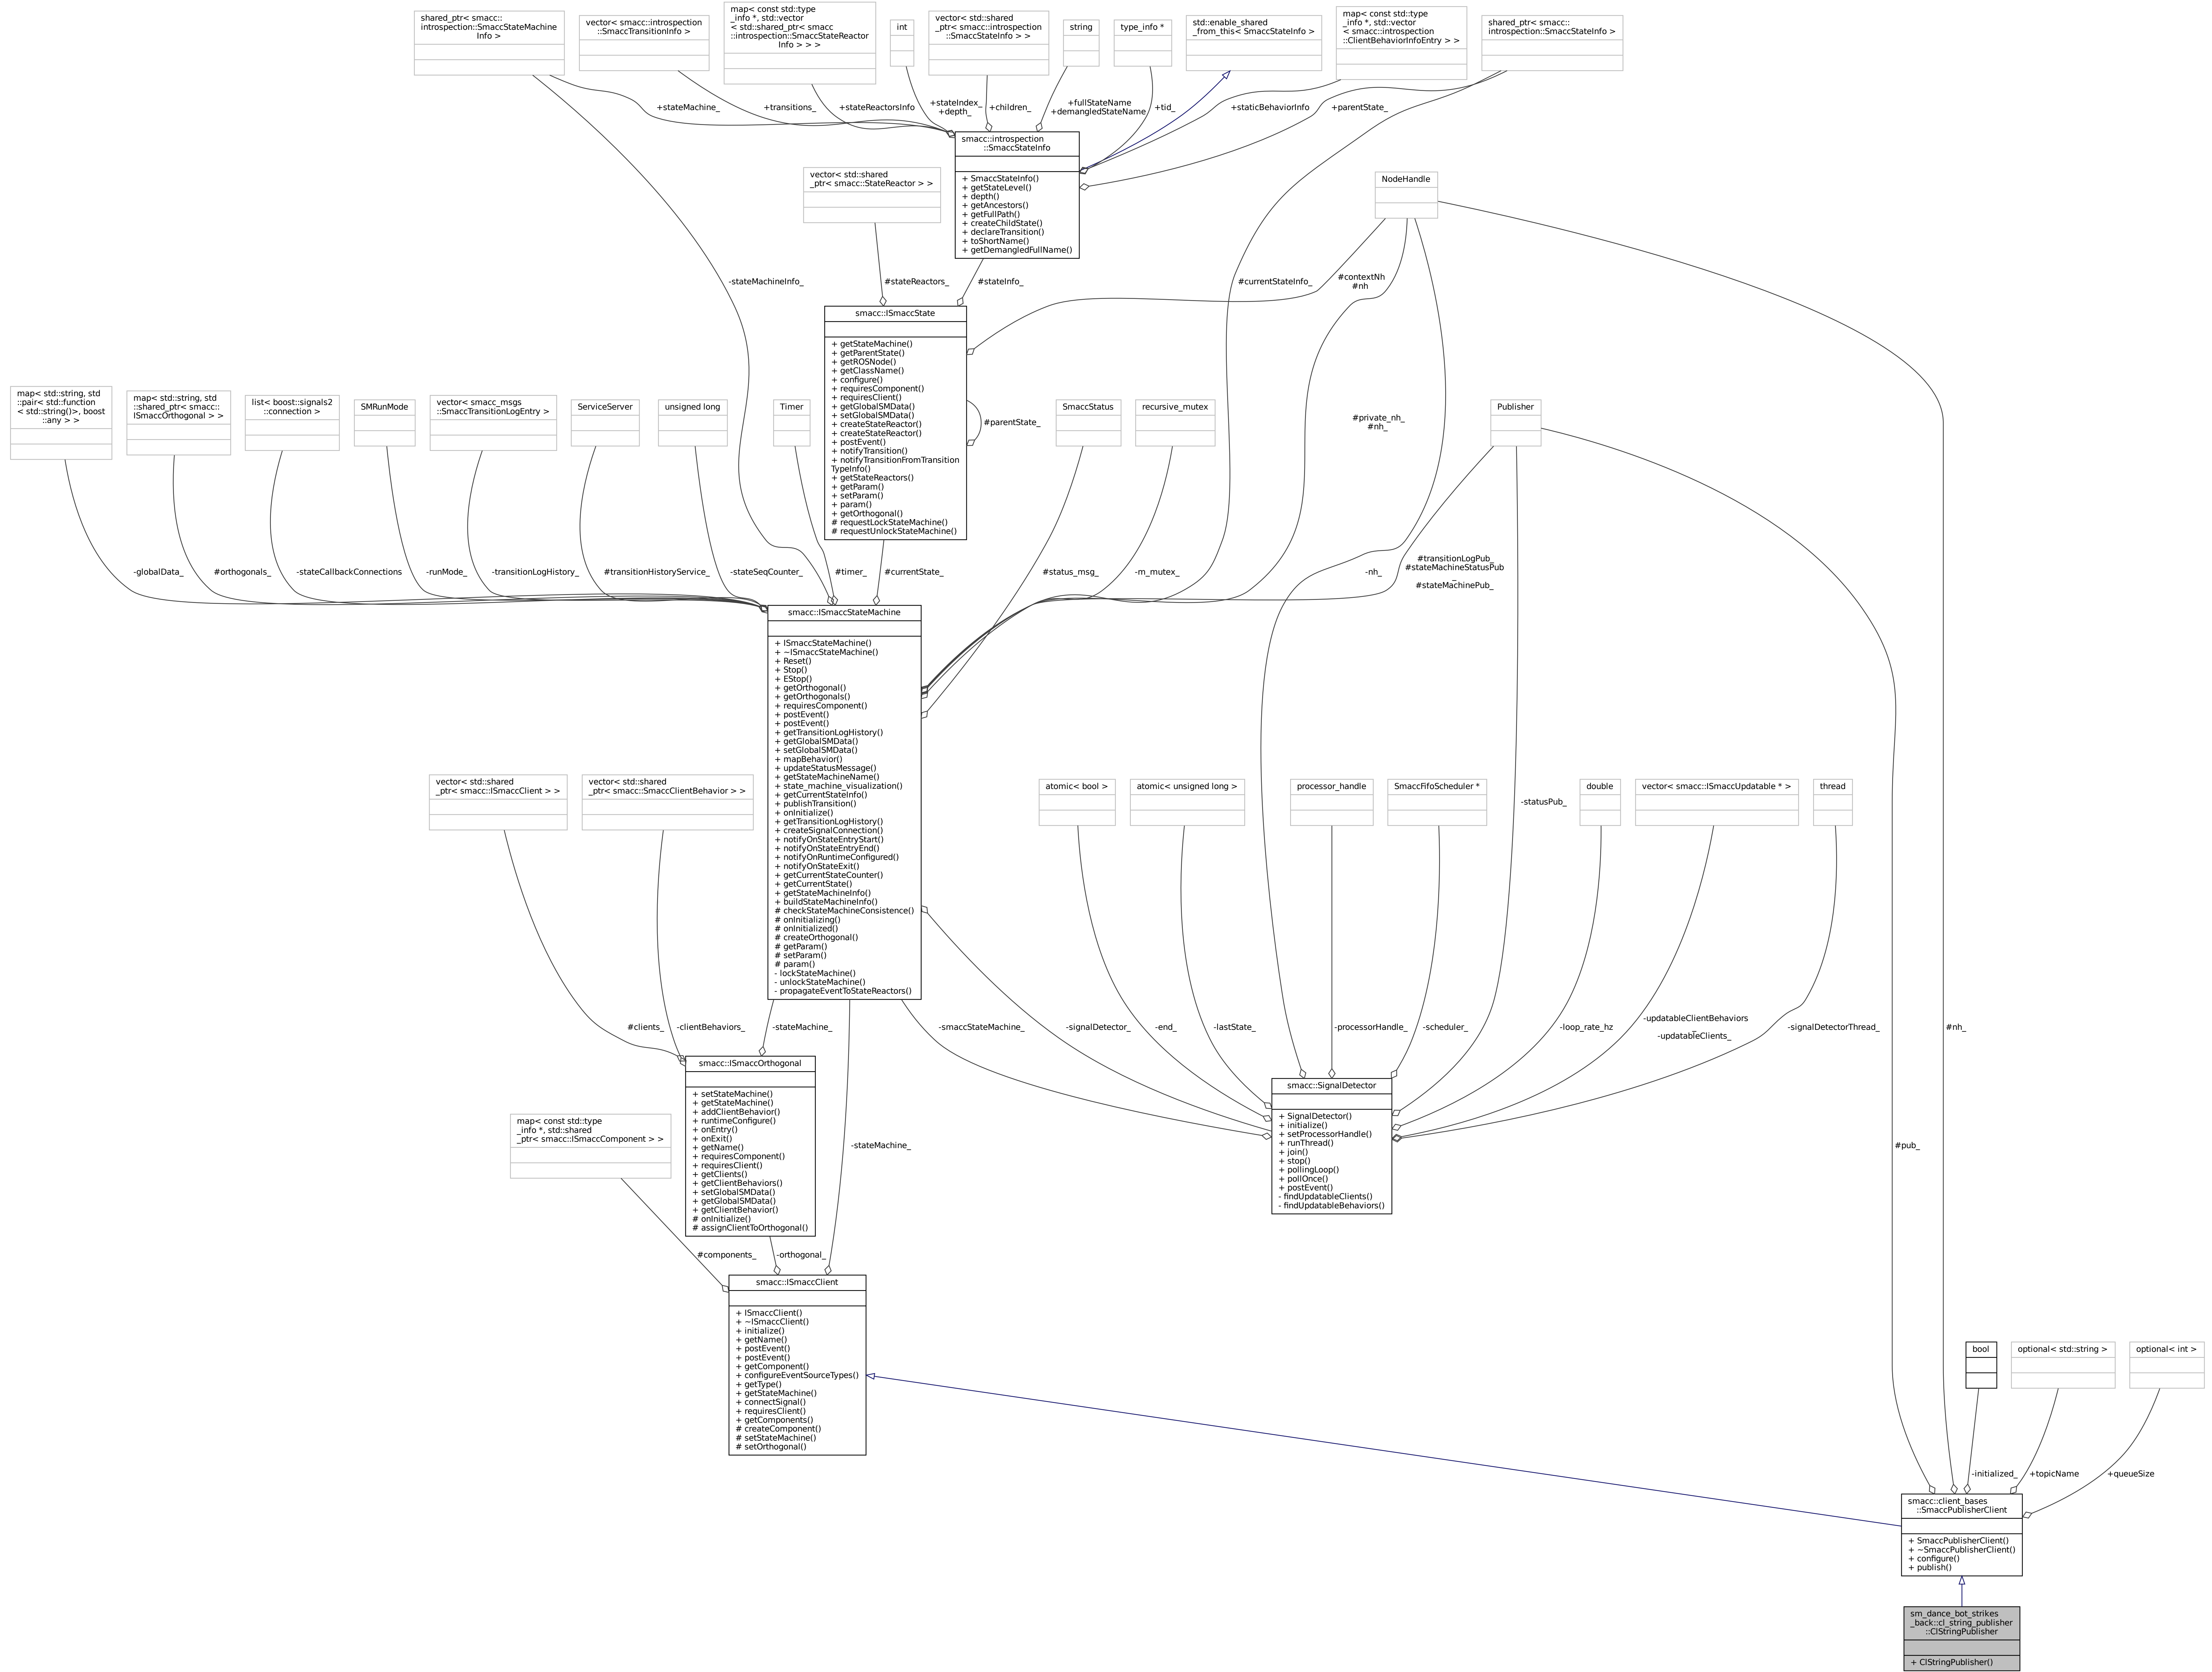 shared_ptr< smacc::
introspection::SmaccStateMachine
Info >
vector< smacc::introspection
::SmaccTransitionInfo >
map< const std::type
_info *, std::vector
< std::shared_ptr< smacc
::introspection::SmaccStateReactor
Info > > >
int
vector< std::shared
_ptr< smacc::introspection
::SmaccStateInfo > >
string
type_info *
std::enable_shared
_from_this< SmaccStateInfo >
map< const std::type
_info *, std::vector
< smacc::introspection
::ClientBehaviorInfoEntry > >
shared_ptr< smacc::
introspection::SmaccStateInfo >
+stateMachine_
+transitions_
+stateReactorsInfo
+stateIndex_
+depth_
+children_
+fullStateName
+demangledStateName
+tid_
+staticBehaviorInfo
+parentState_
smacc::introspection
::SmaccStateInfo
+ SmaccStateInfo()
+ getStateLevel()
+ depth()
+ getAncestors()
+ getFullPath()
+ createChildState()
+ declareTransition()
+ toShortName()
+ getDemangledFullName()
vector< std::shared
_ptr< smacc::StateReactor > >
NodeHandle
-stateMachineInfo_
#stateReactors_
#stateInfo_
#currentStateInfo_
#contextNh
#nh
smacc::ISmaccState
+ getStateMachine()
+ getParentState()
+ getROSNode()
+ getClassName()
+ configure()
+ requiresComponent()
+ requiresClient()
+ getGlobalSMData()
+ setGlobalSMData()
+ createStateReactor()
+ createStateReactor()
+ postEvent()
+ notifyTransition()
+ notifyTransitionFromTransition
TypeInfo()
+ getStateReactors()
+ getParam()
+ setParam()
+ param()
+ getOrthogonal()
# requestLockStateMachine()
# requestUnlockStateMachine()
#parentState_
map< std::string, std
::pair< std::function
< std::string()>, boost
::any > >
map< std::string, std
::shared_ptr< smacc::
ISmaccOrthogonal > >
list< boost::signals2
::connection >
SMRunMode
vector< smacc_msgs
::SmaccTransitionLogEntry >
ServiceServer
unsigned long
Timer
SmaccStatus
recursive_mutex
#private_nh_
#nh_
Publisher
-globalData_
#orthogonals_
-stateCallbackConnections
-runMode_
-transitionLogHistory_
#transitionHistoryService_
-stateSeqCounter_
#timer_
#currentState_
#status_msg_
-m_mutex_
-nh_
#transitionLogPub_
#stateMachineStatusPub
_
#stateMachinePub_
smacc::ISmaccStateMachine
+ ISmaccStateMachine()
+ ~ISmaccStateMachine()
+ Reset()
+ Stop()
+ EStop()
+ getOrthogonal()
+ getOrthogonals()
+ requiresComponent()
+ postEvent()
+ postEvent()
+ getTransitionLogHistory()
+ getGlobalSMData()
+ setGlobalSMData()
+ mapBehavior()
+ updateStatusMessage()
+ getStateMachineName()
+ state_machine_visualization()
+ getCurrentStateInfo()
+ publishTransition()
+ onInitialize()
+ getTransitionLogHistory()
+ createSignalConnection()
+ notifyOnStateEntryStart()
+ notifyOnStateEntryEnd()
+ notifyOnRuntimeConfigured()
+ notifyOnStateExit()
+ getCurrentStateCounter()
+ getCurrentState()
+ getStateMachineInfo()
+ buildStateMachineInfo()
# checkStateMachineConsistence()
# onInitializing()
# onInitialized()
# createOrthogonal()
# getParam()
# setParam()
# param()
- lockStateMachine()
- unlockStateMachine()
- propagateEventToStateReactors()
vector< std::shared
_ptr< smacc::ISmaccClient > >
vector< std::shared
_ptr< smacc::SmaccClientBehavior > >
atomic< bool >
atomic< unsigned long >
processor_handle
SmaccFifoScheduler *
-statusPub_
double
vector< smacc::ISmaccUpdatable * >
thread
#clients_
-clientBehaviors_
-stateMachine_
-smaccStateMachine_
-signalDetector_
-end_
-lastState_
-processorHandle_
-scheduler_
-loop_rate_hz
-updatableClientBehaviors
_
-updatableClients_
-signalDetectorThread_
#nh_
smacc::ISmaccOrthogonal
+ setStateMachine()
+ getStateMachine()
+ addClientBehavior()
+ runtimeConfigure()
+ onEntry()
+ onExit()
+ getName()
+ requiresComponent()
+ requiresClient()
+ getClients()
+ getClientBehaviors()
+ setGlobalSMData()
+ getGlobalSMData()
+ getClientBehavior()
# onInitialize()
# assignClientToOrthogonal()
smacc::SignalDetector
+ SignalDetector()
+ initialize()
+ setProcessorHandle()
+ runThread()
+ join()
+ stop()
+ pollingLoop()
+ pollOnce()
+ postEvent()
- findUpdatableClients()
- findUpdatableBehaviors()
map< const std::type
_info *, std::shared
_ptr< smacc::ISmaccComponent > >
-stateMachine_
#pub_
#components_
-orthogonal_
smacc::ISmaccClient
+ ISmaccClient()
+ ~ISmaccClient()
+ initialize()
+ getName()
+ postEvent()
+ postEvent()
+ getComponent()
+ configureEventSourceTypes()
+ getType()
+ getStateMachine()
+ connectSignal()
+ requiresClient()
+ getComponents()
# createComponent()
# setStateMachine()
# setOrthogonal()
bool
optional< std::string >
optional< int >
-initialized_
+topicName
+queueSize
smacc::client_bases
::SmaccPublisherClient
+ SmaccPublisherClient()
+ ~SmaccPublisherClient()
+ configure()
+ publish()
sm_dance_bot_strikes
_back::cl_string_publisher
::ClStringPublisher
+ ClStringPublisher()